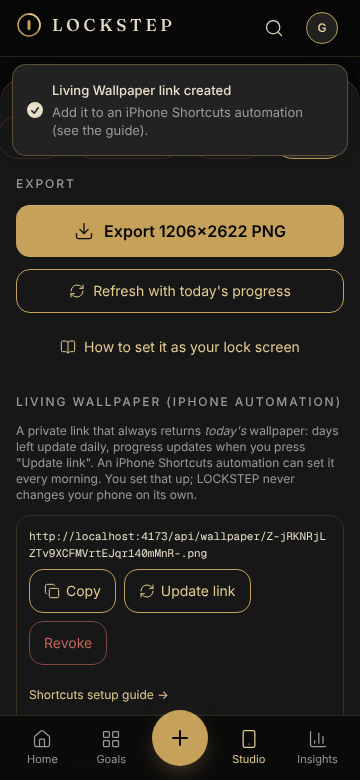 LOCKSTEP
G
Living Wallpaper link created
Add it to an iPhone Shortcuts automation
(see the guide).
EXPORT
Export 1206×2622 PNG
Refresh with today's progress
How to set it as your lock screen
LIVING WALLPAPER (IPHONE AUTOMATION)
A private link that always returns today's wallpaper: days
left update daily, progress updates when you press
"Update link". An iPhone Shortcuts automation can set it
every morning. You set that up; LOCKSTEP never
changes your phone on its own.
http://localhost:4173/api/wallpaper/Z-jRKNRjL
ZTv9XCFMVrtEJqr140mMnR-.png
Copy
Update link
Revoke
Shortcuts setup guide →
Home
Goals
Studio
Insights